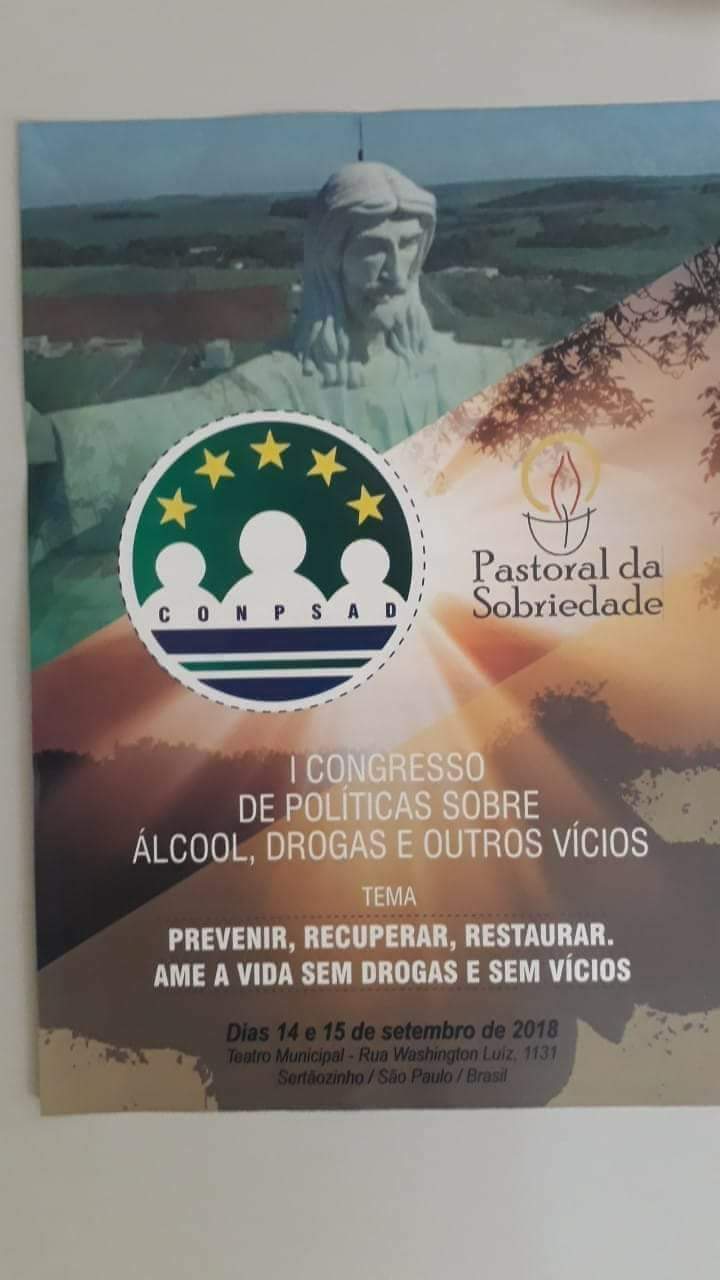 CONPSAD
Pastoral da
Sobriedade
I CONGRESSO
DE POLÍTICAS SOBRE
ÁLCOOL, DROGAS E OUTROS VÍCIOS
TEMA
PREVENIR, RECUPERAR, RESTAURAR.
AME A VIDA SEM DROGAS E SEM VÍCIOS
Dias 14 e 15 de setembro de 2018
Teatro Municipal - Rua Washington Luiz, 1131
Sertãozinho / São Paulo / Brasil